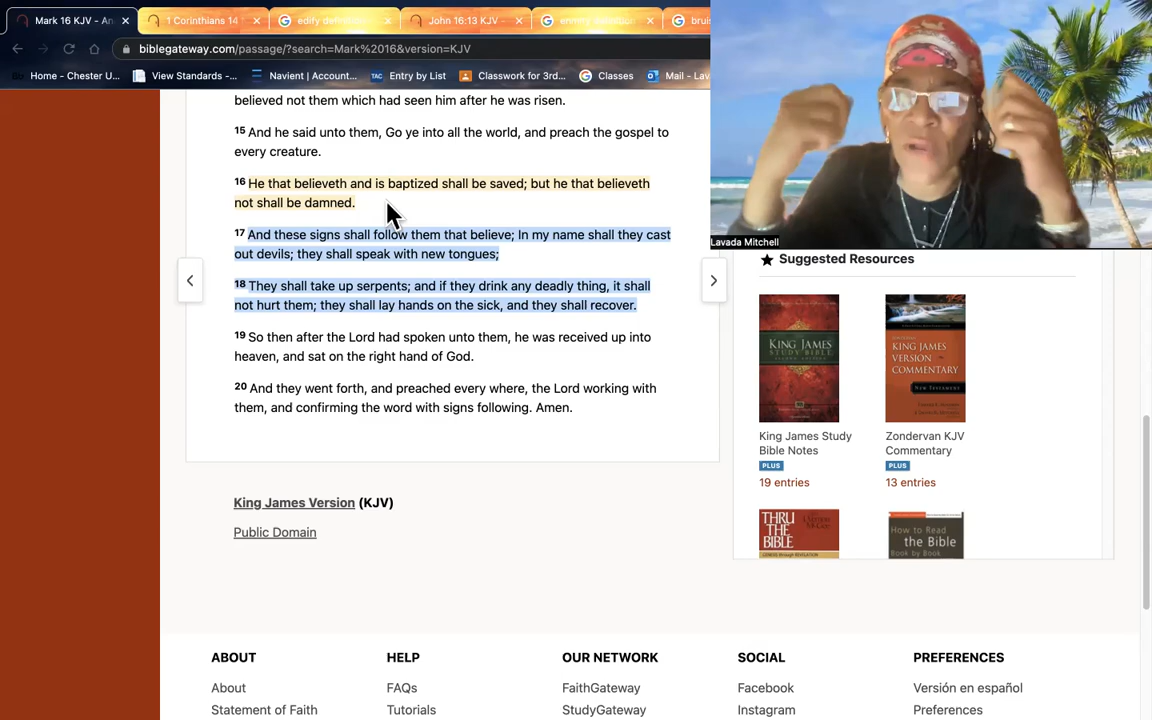 Mark 16 KJV - An
1 Corinthians 14
edify defini
John 16:13 KJV -
enmity
bruis
biblegateway.com/passage/?search=Mark%2016&version=KJV
Home - Chester U...
View Standards -...
Navient | Account...
TAC Entry by List
Classwork for 3rd...
Classes
Mail - Lav
believed not them which had seen him after he was risen.
15 And he said unto them, Go ye into all the world, and preach the gospel to
every creature.
16 He that believeth and is baptized shall be saved; but he that believeth
not shall be damned.
17 And these signs shall follow them that believe; In my name shall they cast
out devils; they shall speak with new tongues;
18 They shall take up serpents; and if they drink any deadly thing, it shall
not hurt them; they shall lay hands on the sick, and they shall recover.
19 So then after the Lord had spoken unto them, he was received up into
heaven, and sat on the right hand of God.
20 And they went forth, and preached every where, the Lord working with
them, and confirming the word with signs following. Amen.
King James Version (KJV)
Public Domain
Lavada Mitchell
Suggested Resources
KING JAMES
STUDY BIBLE
KING JAMES
VERSION
COMMENTARY
NEW TESTAMENT
King James Study
Bible Notes
PLUS
19 entries
Zondervan KJV
Commentary
PLUS
13 entries
THRU
THE
BIBLE
How to Read
the Bible
Book by Book
ABOUT
HELP
OUR NETWORK
SOCIAL
PREFERENCES
About
FAQs
FaithGateway
Facebook
Versión en español
Statement of Faith
Tutorials
StudyGateway
Instagram
Preferences